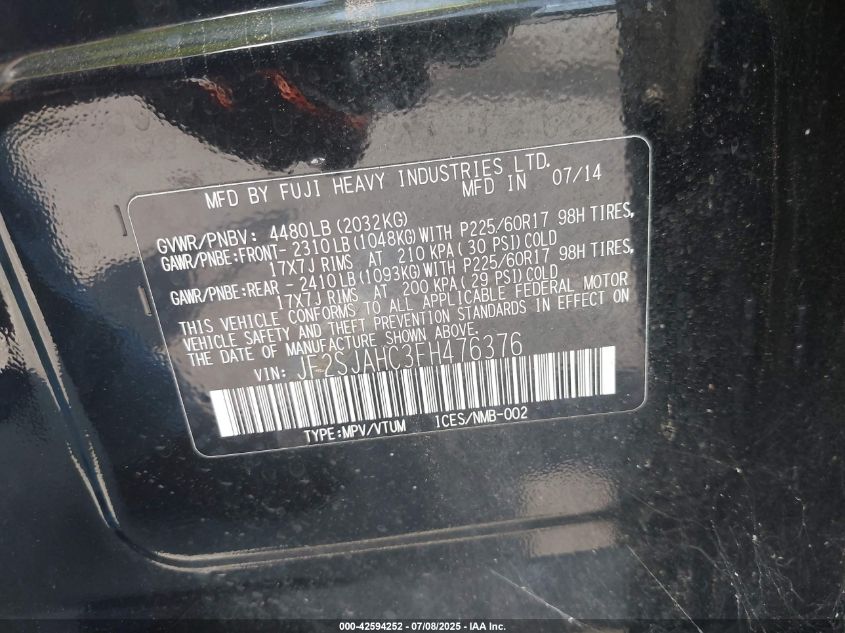 MFD BY FUJI HEAVY INDUSTRIES LTD.
MFD IN 07/14
GVWR/PNBV: 4480LB (2032KG)
GAWR/PNBE:FRONT- 2310LB (1048KG) WITH P225/60R17 98H TIRES,
17X7J RIMS AT 210 KPA ( 30 PSI) COLD
GAWR/PNBE:REAR - 2410LB (1093KG) WITH P225/60R17 98H TIRES,
17X7J RIMS AT 200 KPA ( 29 PSI) COLD
THIS VEHICLE CONFORMS TO ALL APPLICABLE FEDERAL MOTOR
VEHICLE SAFETY AND THEFT PREVENTION STANDARDS IN EFFECT ON
THE DATE OF MANUFACTURE SHOWN ABOVE.
VIN: JF2SJAHC3FH476376
TYPE:MPV/VTUM ICES/NMB-002
000-42594252 - 07/08/2025 - IAA Inc.